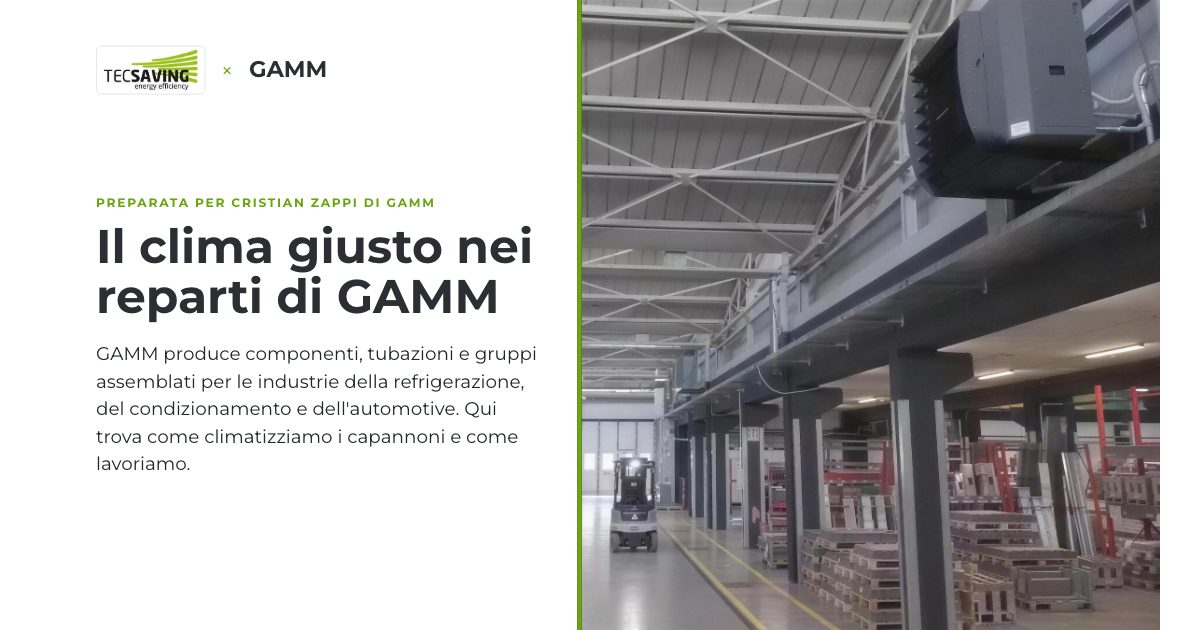 TECSAVING
energy efficiency
× GAMM
PREPARATA PER CRISTIAN ZAPPI DI GAMM
Il clima giusto nei
reparti di GAMM
GAMM produce componenti, tubazioni e gruppi
assemblati per le industrie della refrigerazione,
del condizionamento e dell'automotive. Qui
trova come climatizziamo i capannoni e come
lavoriamo.